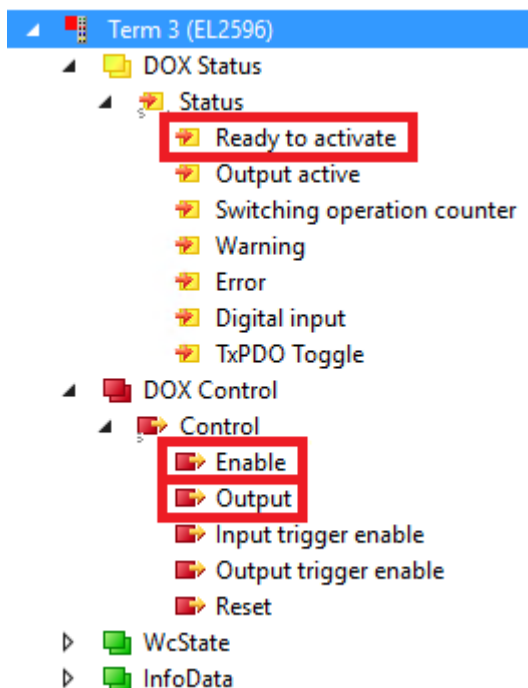 Term 3 (EL2596)
DOX Status
Status
Ready to activate
Output active
Switching operation counter
Warning
Error
Digital input
TxPDO Toggle
DOX Control
Control
Enable
Output
Input trigger enable
Output trigger enable
Reset
WcState
InfoData